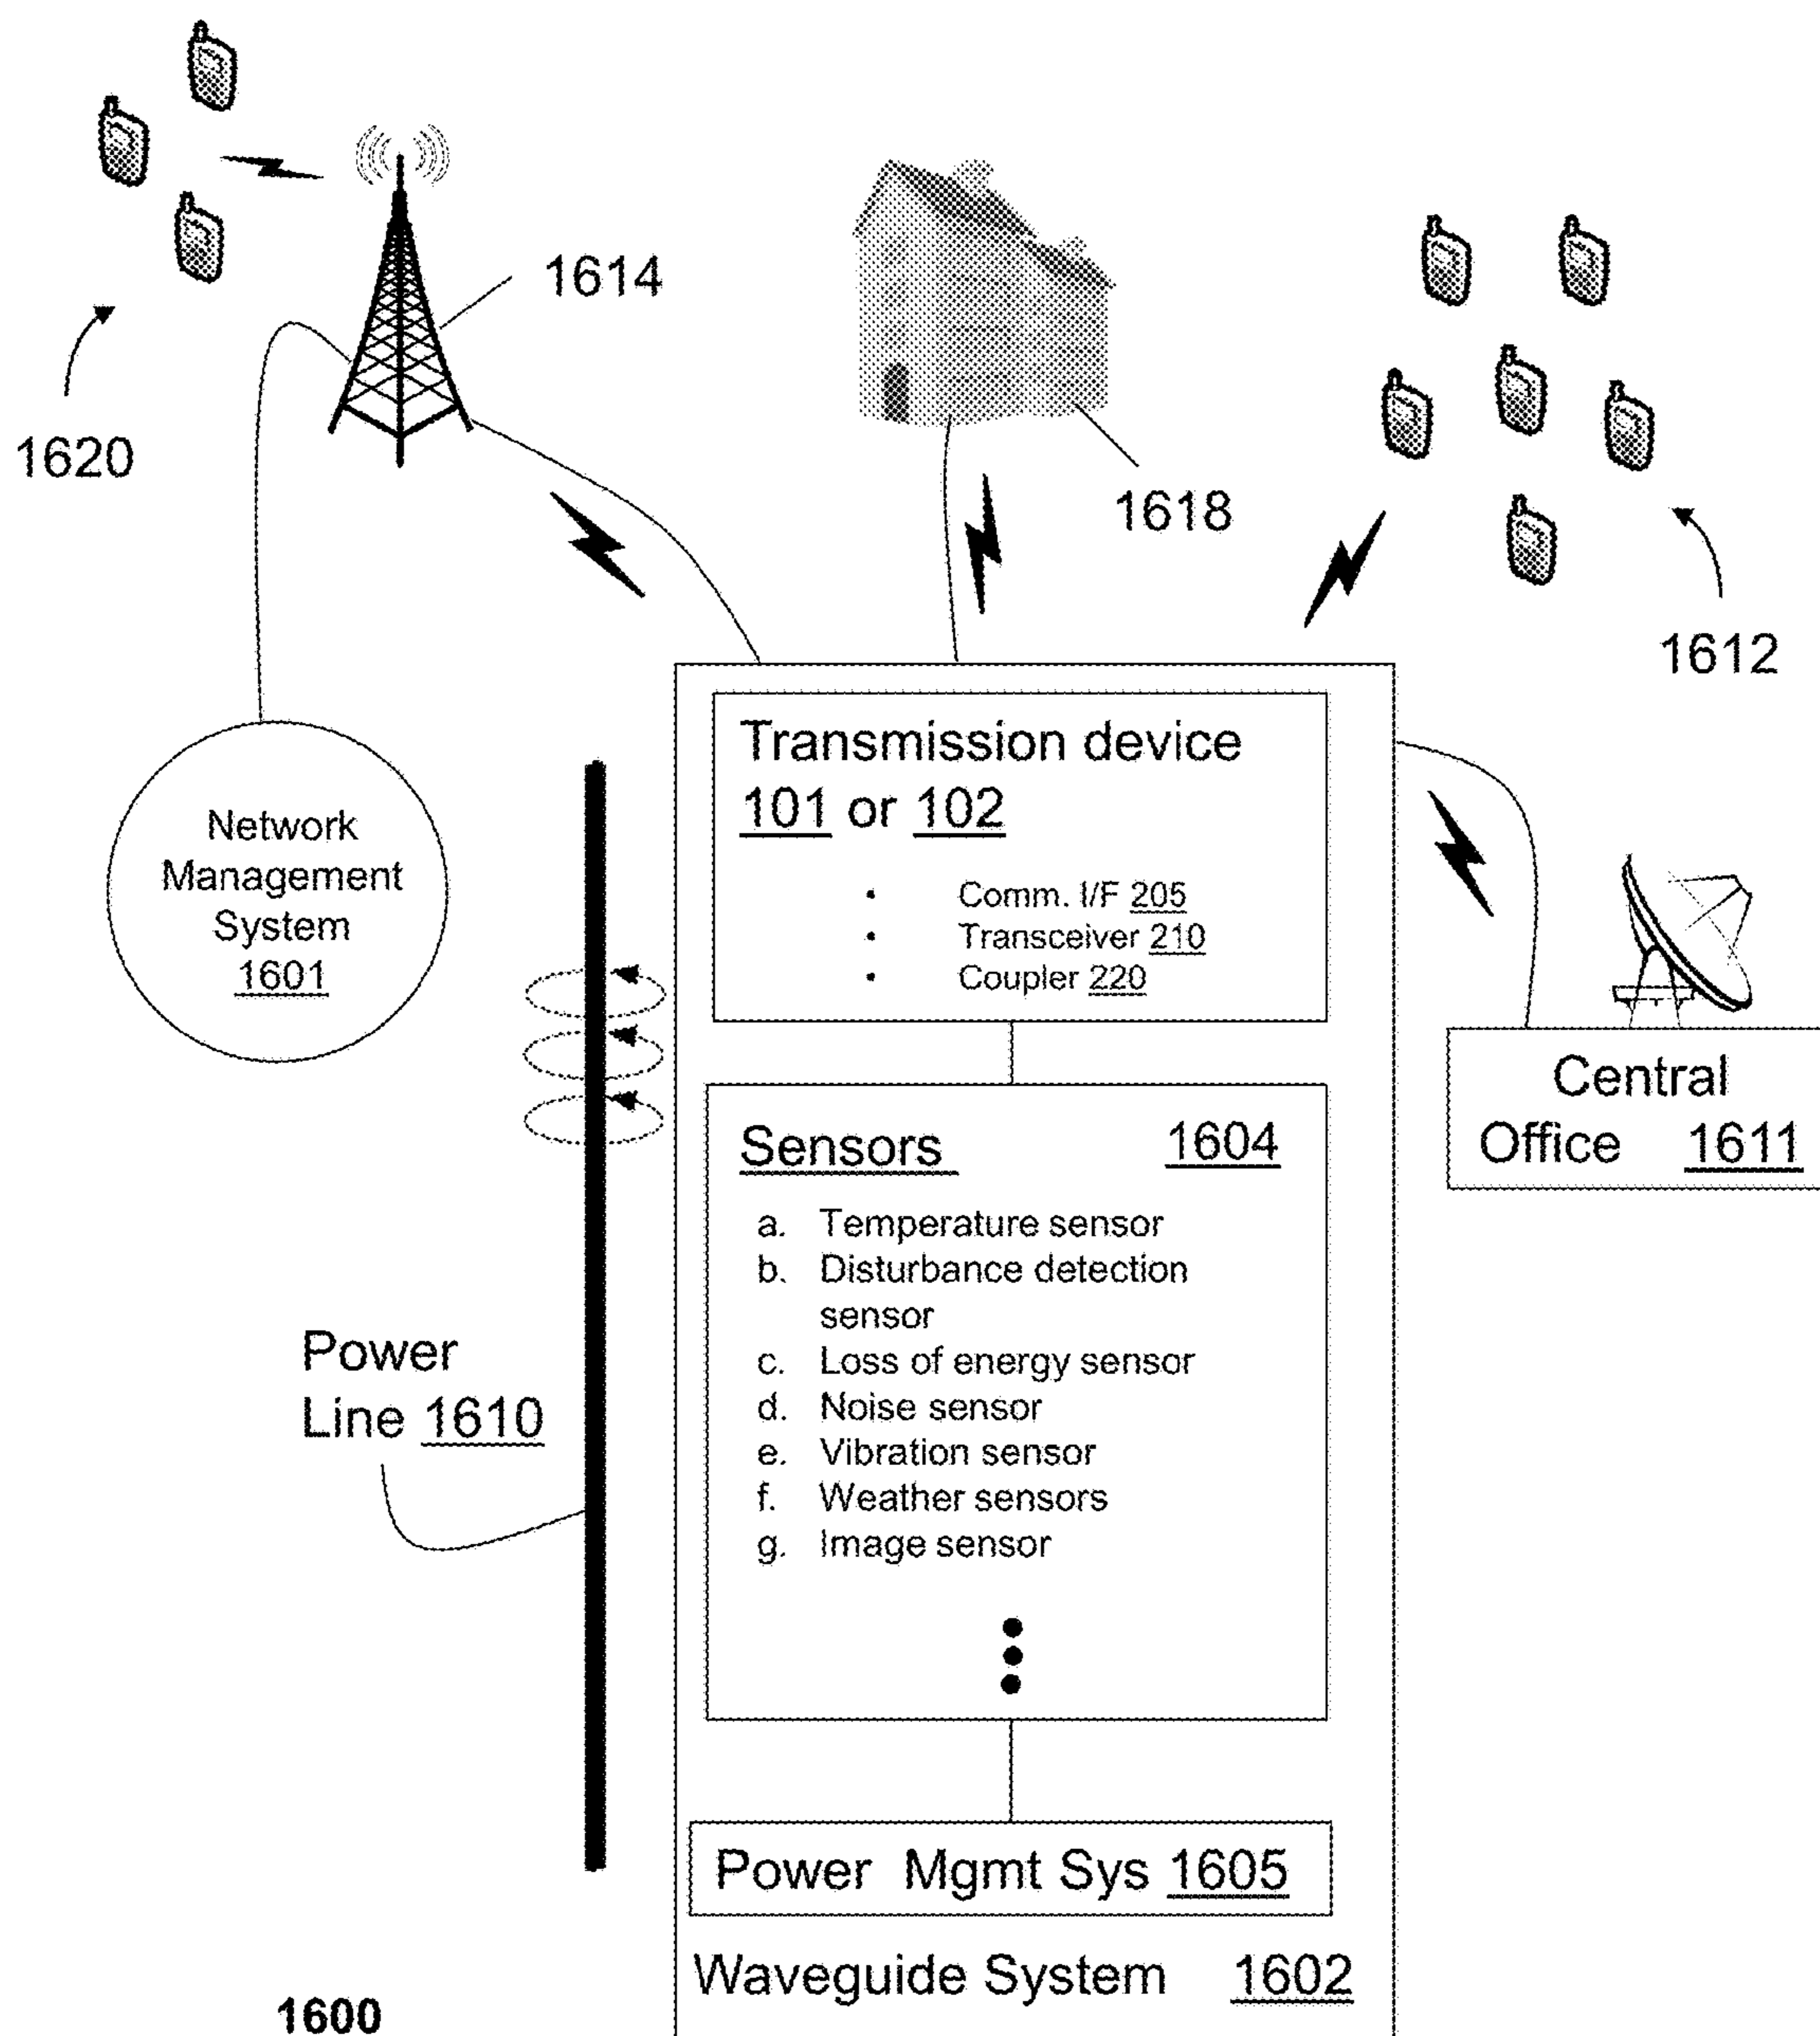 1614
1620
1618
1612
Network
Management
System
1601
Transmission device
101 or 102
• Comm. I/F 205
• Transceiver 210
• Coupler 220
Central
Office 1611
Sensors 1604
a. Temperature sensor
b. Disturbance detection
sensor
c. Loss of energy sensor
d. Noise sensor
e. Vibration sensor
f. Weather sensors
g. Image sensor
Power
Line 1610
Power Mgmt Sys 1605
Waveguide System 1602
1600